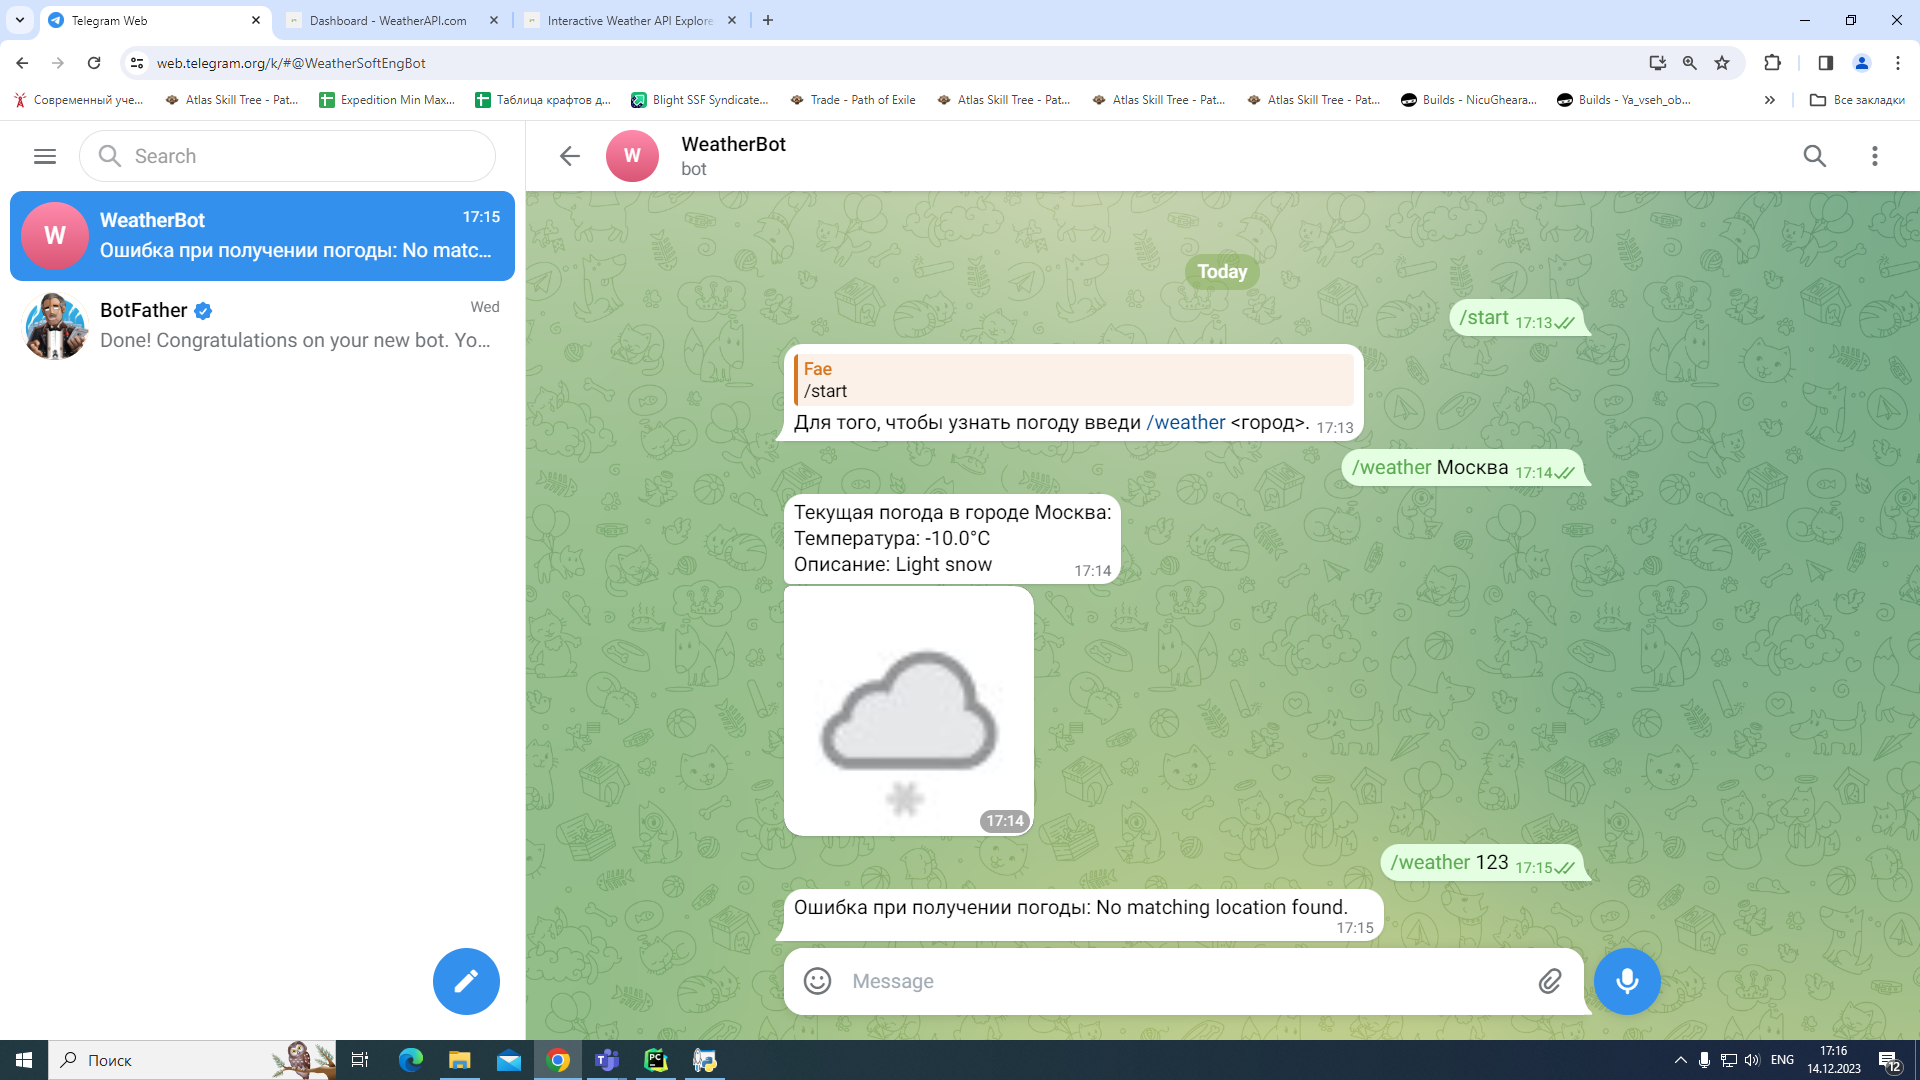 Telegram Web
Dashboard - WeatherAPI.com
Interactive Weather API Explore
web.telegram.org/k/#@WeatherSoftEngBot
Современный уче...
Atlas Skill Tree - Pat...
Expedition Min Max...
Таблица крафтов д...
Blight SSF Syndicate...
Trade - Path of Exile
Atlas Skill Tree - Pat...
Atlas Skill Tree - Pat...
Atlas Skill Tree - Pat...
Builds - NicuGheara...
Builds - Ya_vseh_ob...
Все закладки
Search
W
WeatherBot
17:15
Ошибка при получении погоды: No matc...
BotFather
Wed
Done! Congratulations on your new bot. Yo...
W
WeatherBot
bot
Today
/start 17:13
Fae
/start
Для того, чтобы узнать погоду введи /weather <город>. 17:13
/weather Москва 17:14
Текущая погода в городе Москва:
Температура: -10.0°C
Описание: Light snow 17:14
17:14
/weather 123 17:15
Ошибка при получении погоды: No matching location found.
17:15
Message
Поиск
ENG
17:16
14.12.2023
12